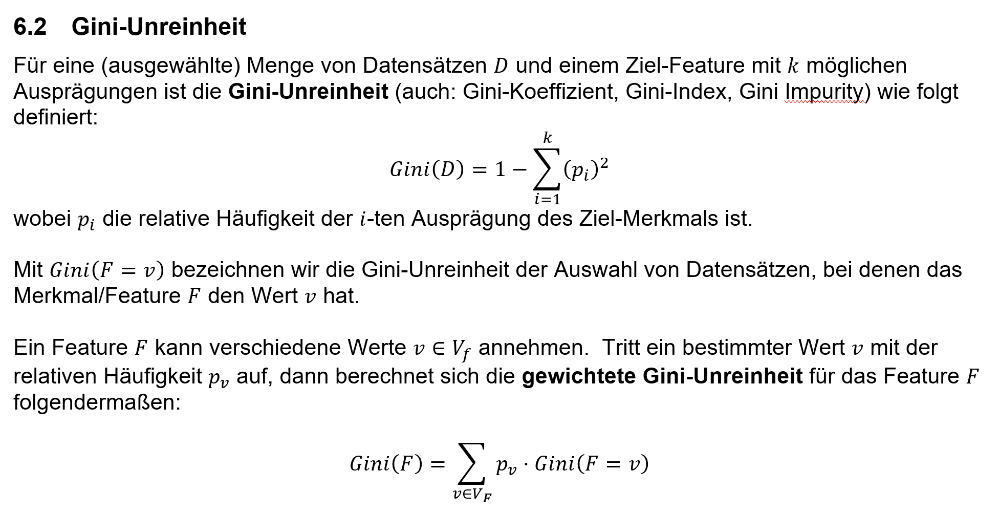 6.2 Gini-Unreinheit
Für eine (ausgewählte) Menge von Datensätzen D und einem Ziel-Feature mit k möglichen
Ausprägungen ist die Gini-Unreinheit (auch: Gini-Koeffizient, Gini-Index, Gini Impurity) wie folgt
definiert:
Gini(D) = 1 − ∑_{i=1}^{k} (p_i)²
wobei p_i die relative Häufigkeit der i-ten Ausprägung des Ziel-Merkmals ist.
Mit Gini(F = v) bezeichnen wir die Gini-Unreinheit der Auswahl von Datensätzen, bei denen das
Merkmal/Feature F den Wert v hat.
Ein Feature F kann verschiedene Werte v ∈ V_f annehmen. Tritt ein bestimmter Wert v mit der
relativen Häufigkeit p_v auf, dann berechnet sich die gewichtete Gini-Unreinheit für das Feature F
folgendermaßen:
Gini(F) = ∑_{v∈V_F} p_v · Gini(F = v)